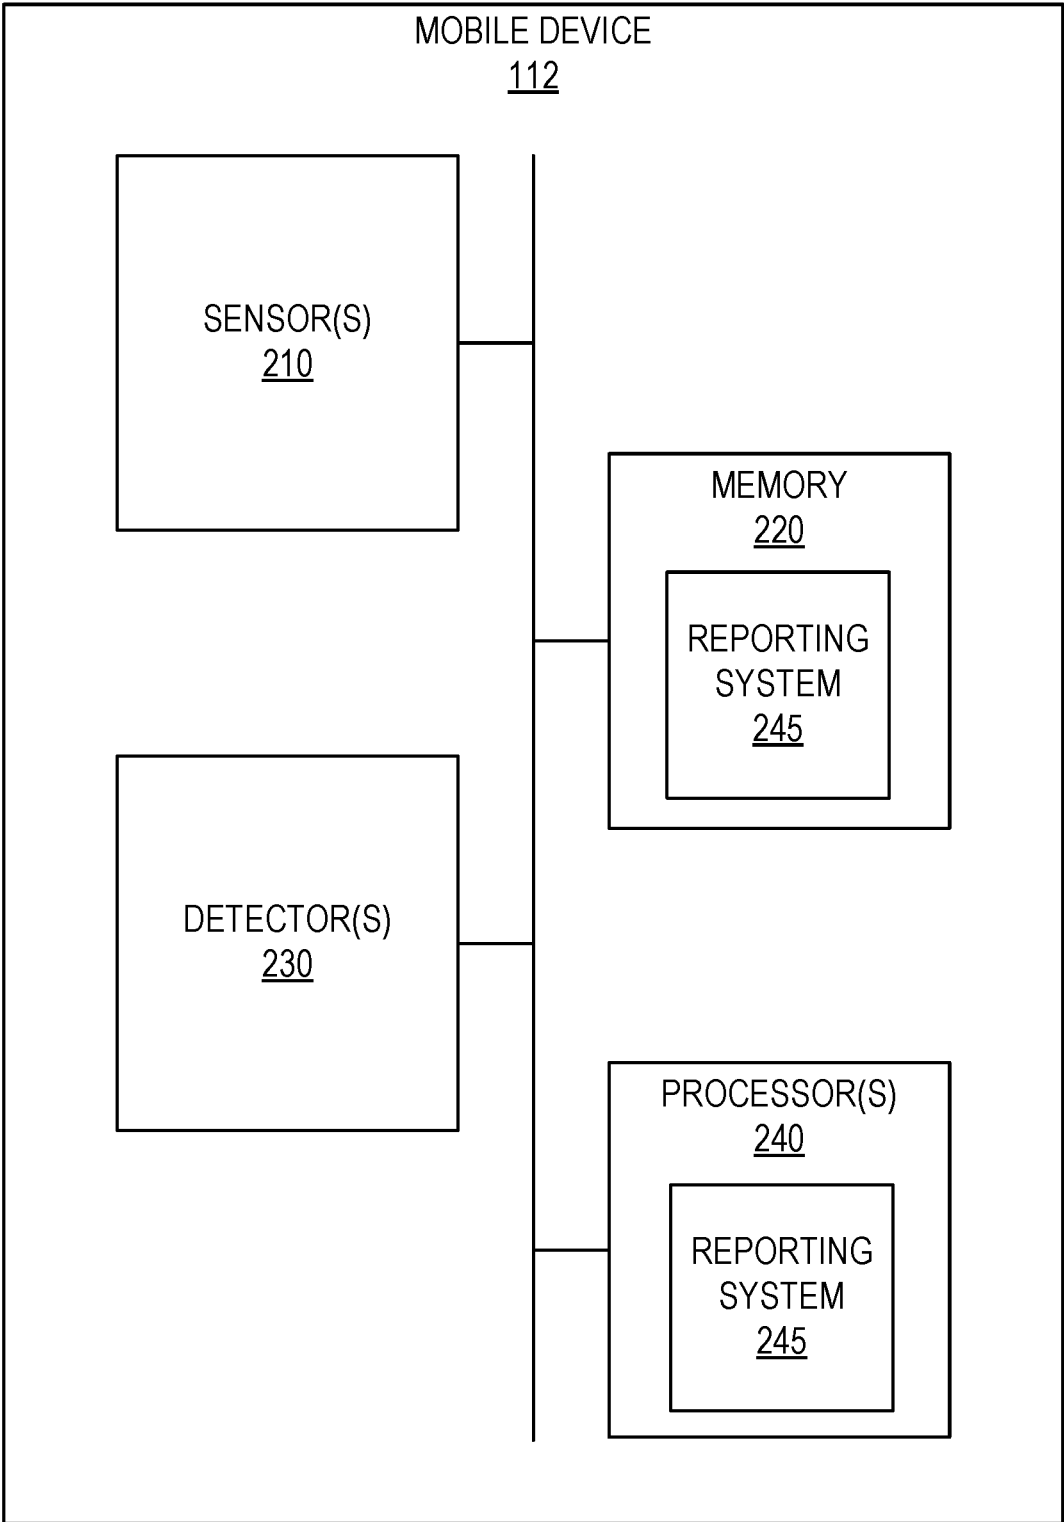 MOBILE DEVICE
112
SENSOR(S)
210
MEMORY
220
REPORTING
SYSTEM
245
DETECTOR(S)
230
PROCESSOR(S)
240
REPORTING
SYSTEM
245